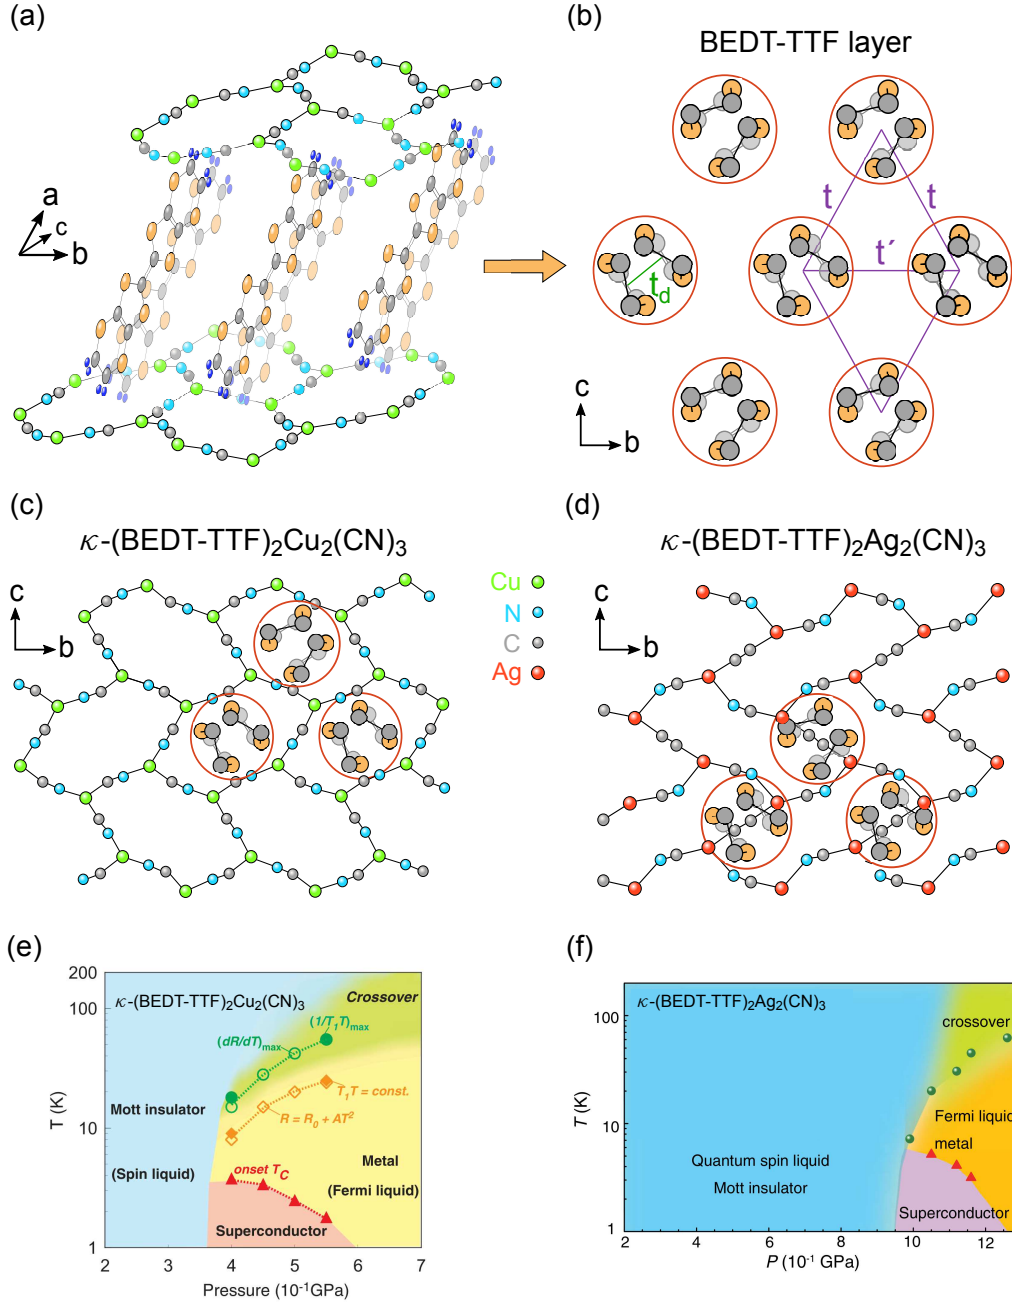 (a)
a
c
b
(b)
BEDT-TTF layer
t
t
t´
t_d
c
b
(c)
κ-(BEDT-TTF)₂Cu₂(CN)₃
c
b
Cu
N
C
Ag
(d)
κ-(BEDT-TTF)₂Ag₂(CN)₃
c
b
(e)
κ-(BEDT-TTF)₂Cu₂(CN)₃
Crossover
(dR/dT)max
(1/T₁T)max
T₁T = const.
R = R₀ + AT²
Mott insulator
(Spin liquid)
onset T_C
Metal
(Fermi liquid)
Superconductor
T (K)
200
100
10
1
2 3 4 5 6 7
Pressure (10⁻¹GPa)
(f)
κ-(BEDT-TTF)₂Ag₂(CN)₃
crossover
Fermi liquid
metal
Quantum spin liquid
Mott insulator
Superconductor
T (K)
100
10
1
2 4 6 8 10 12
P (10⁻¹ GPa)